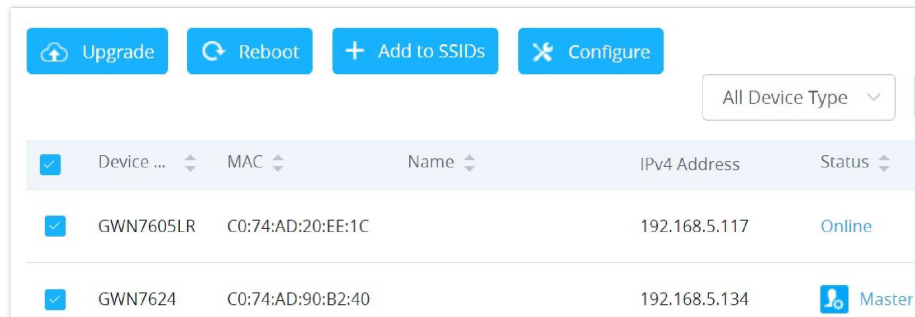 Upgrade Reboot Add to SSIDs Configure
All Device Type
Device ... MAC Name IPv4 Address Status
GWN7605LR C0:74:AD:20:EE:1C 192.168.5.117 Online
GWN7624 C0:74:AD:90:B2:40 192.168.5.134 Master